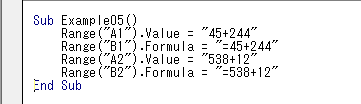 Sub Example05()
    Range("A1").Value = "45+244"
    Range("B1").Formula = "=45+244"
    Range("A2").Value = "538+12"
    Range("B2").Formula = "=538+12"
End Sub